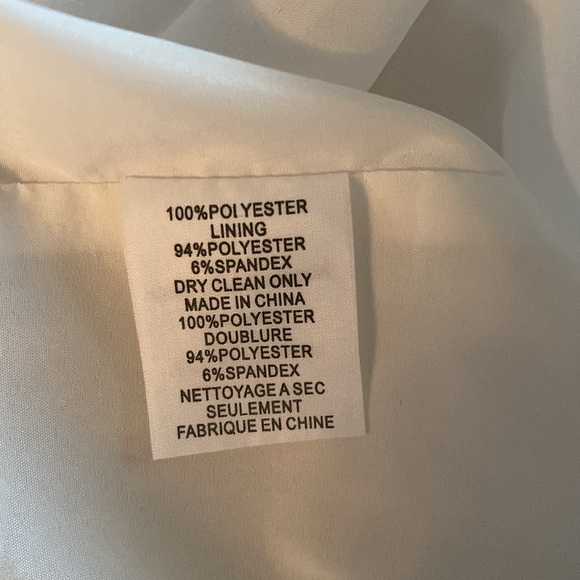 100%POLYESTER
LINING
94%POLYESTER
6%SPANDEX
DRY CLEAN ONLY
MADE IN CHINA
100%POLYESTER
DOUBLURE
94%POLYESTER
6%SPANDEX
NETTOYAGE A SEC
SEULEMENT
FABRIQUE EN CHINE